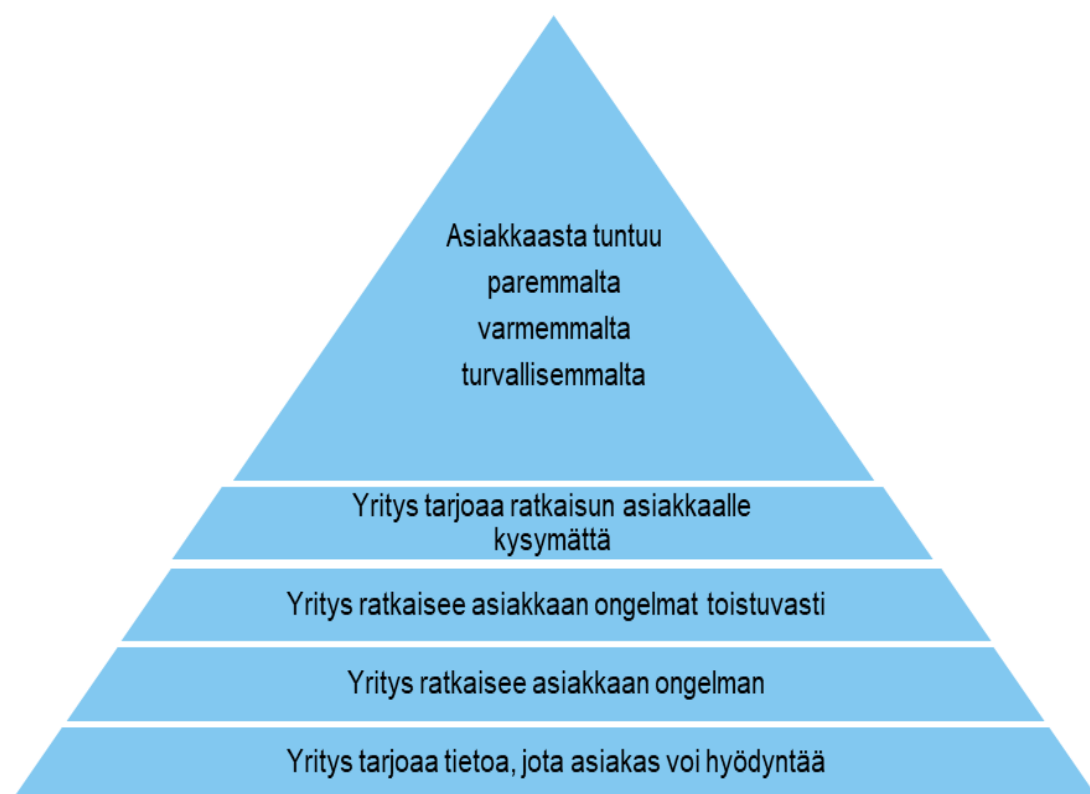 Asiakkaasta tuntuu
paremmalta
varmemmalta
turvallisemmalta
Yritys tarjoaa ratkaisun asiakkaalle
kysymättä
Yritys ratkaisee asiakkaan ongelmat toistuvasti
Yritys ratkaisee asiakkaan ongelman
Yritys tarjoaa tietoa, jota asiakas voi hyödyntää